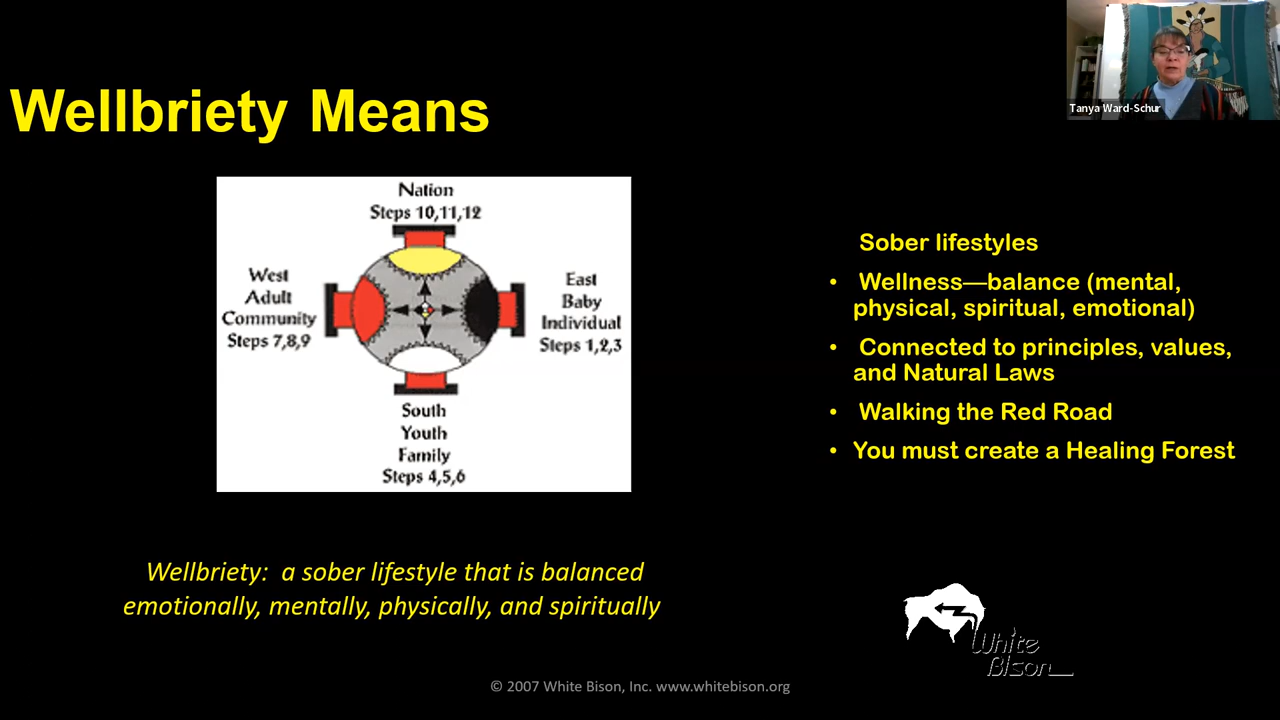 Tanya Ward-Schur
Wellbriety Means
Nation
Steps 10,11,12
West
Adult
Community
Steps 7,8,9
East
Baby
Individual
Steps 1,2,3
South
Youth
Family
Steps 4,5,6
Sober lifestyles
• Wellness—balance (mental,
physical, spiritual, emotional)
• Connected to principles, values,
and Natural Laws
• Walking the Red Road
• You must create a Healing Forest
Wellbriety: a sober lifestyle that is balanced
emotionally, mentally, physically, and spiritually
White
Bison
© 2007 White Bison, Inc. www.whitebison.org